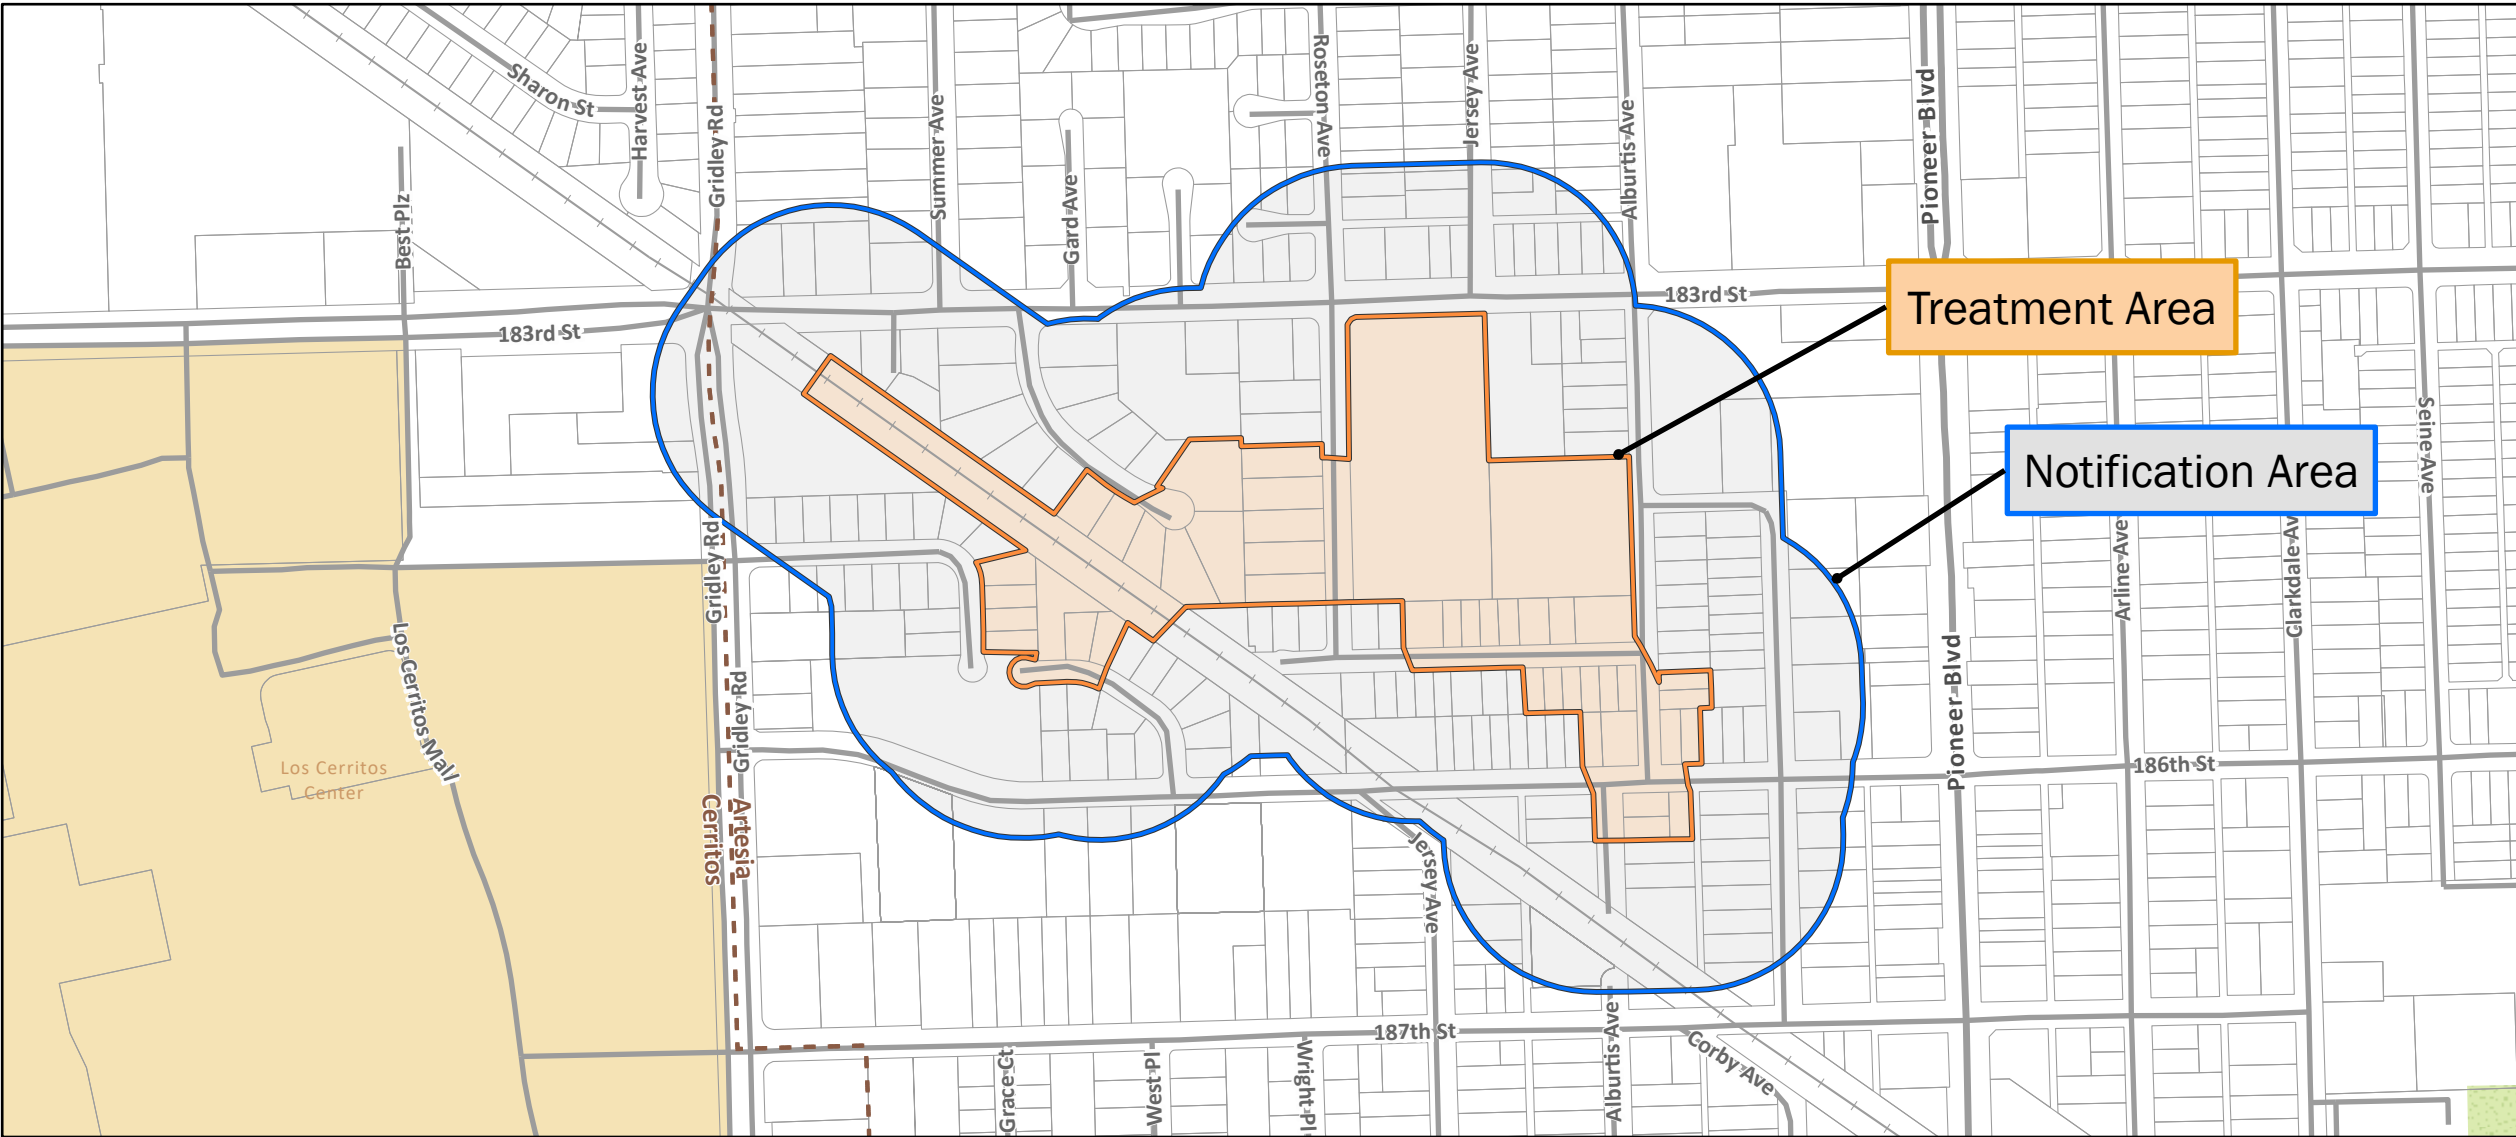 Sharon St
Harvest Ave
Gridley Rd
Summer Ave
Gard Ave
Roseton Ave
Jersey Ave
Alburtis Ave
Pioneer Blvd
Best Plz
183rd St
183rd St
Treatment Area
Notification Area
Seine Ave
Arline Ave
Clarkdale Av
Gridley Rd
Los Cerritos Mall
Gridley Rd
Pioneer Blvd
Los Cerritos
Center
186th St
Cerritos
Artesia
Jersey Ave
187th St
Alburtis Ave
Corby Ave
Grace Ct
West Pl
Wright Pl